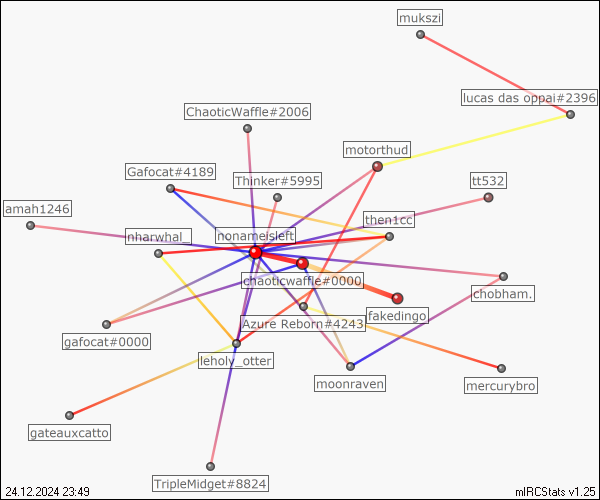 mukszi
lucas das oppai#2396
ChaoticWaffle#2006
motorthud
Gafocat#4189
Thinker#5995
tt532
amah1246
then1cc
nharwhal_
nonameisleft
chaoticwaffle#0000
chobham.
fakedingo
Azure Reborn#4243
gafocat#0000
leholy_otter
moonraven
mercurybro
gateauxcatto
TripleMidget#8824
24.12.2024 23:49
mIRCStats v1.25